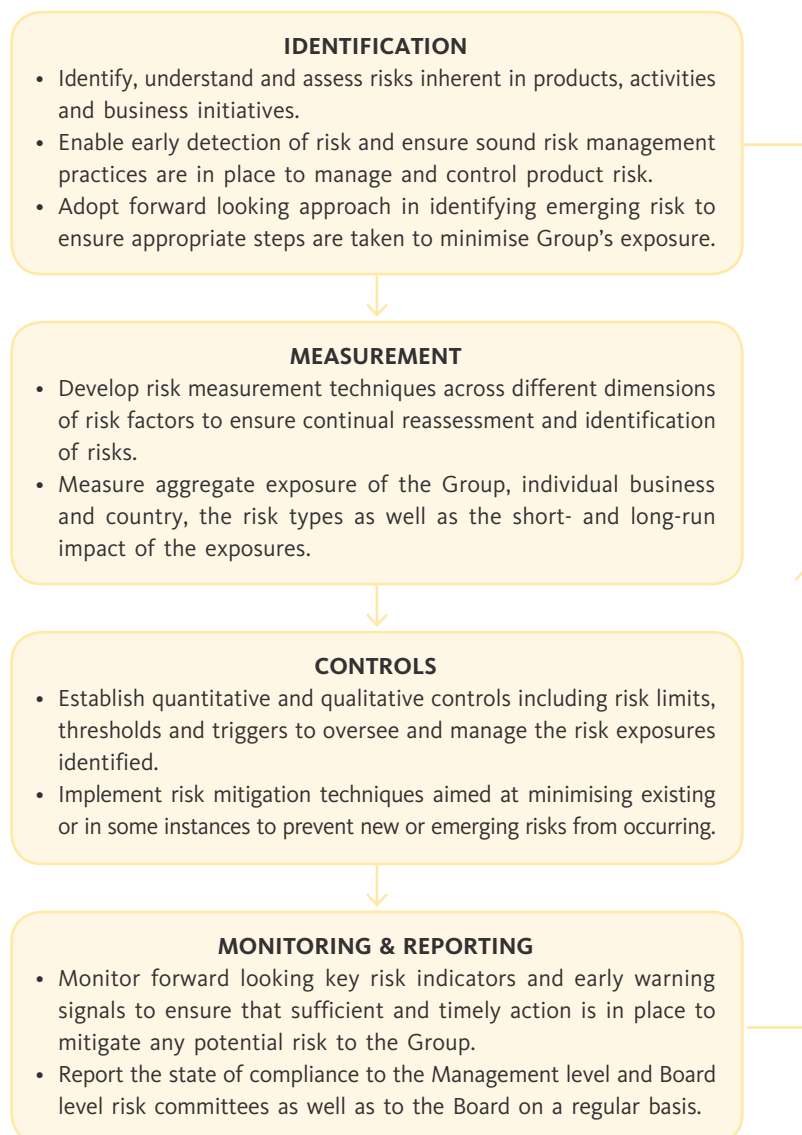 IDENTIFICATION
• Identify, understand and assess risks inherent in products, activities
and business initiatives.
• Enable early detection of risk and ensure sound risk management
practices are in place to manage and control product risk.
• Adopt forward looking approach in identifying emerging risk to
ensure appropriate steps are taken to minimise Group’s exposure.
MEASUREMENT
• Develop risk measurement techniques across different dimensions
of risk factors to ensure continual reassessment and identification
of risks.
• Measure aggregate exposure of the Group, individual business
and country, the risk types as well as the short- and long-run
impact of the exposures.
CONTROLS
• Establish quantitative and qualitative controls including risk limits,
thresholds and triggers to oversee and manage the risk exposures
identified.
• Implement risk mitigation techniques aimed at minimising existing
or in some instances to prevent new or emerging risks from occurring.
MONITORING & REPORTING
• Monitor forward looking key risk indicators and early warning
signals to ensure that sufficient and timely action is in place to
mitigate any potential risk to the Group.
• Report the state of compliance to the Management level and Board
level risk committees as well as to the Board on a regular basis.